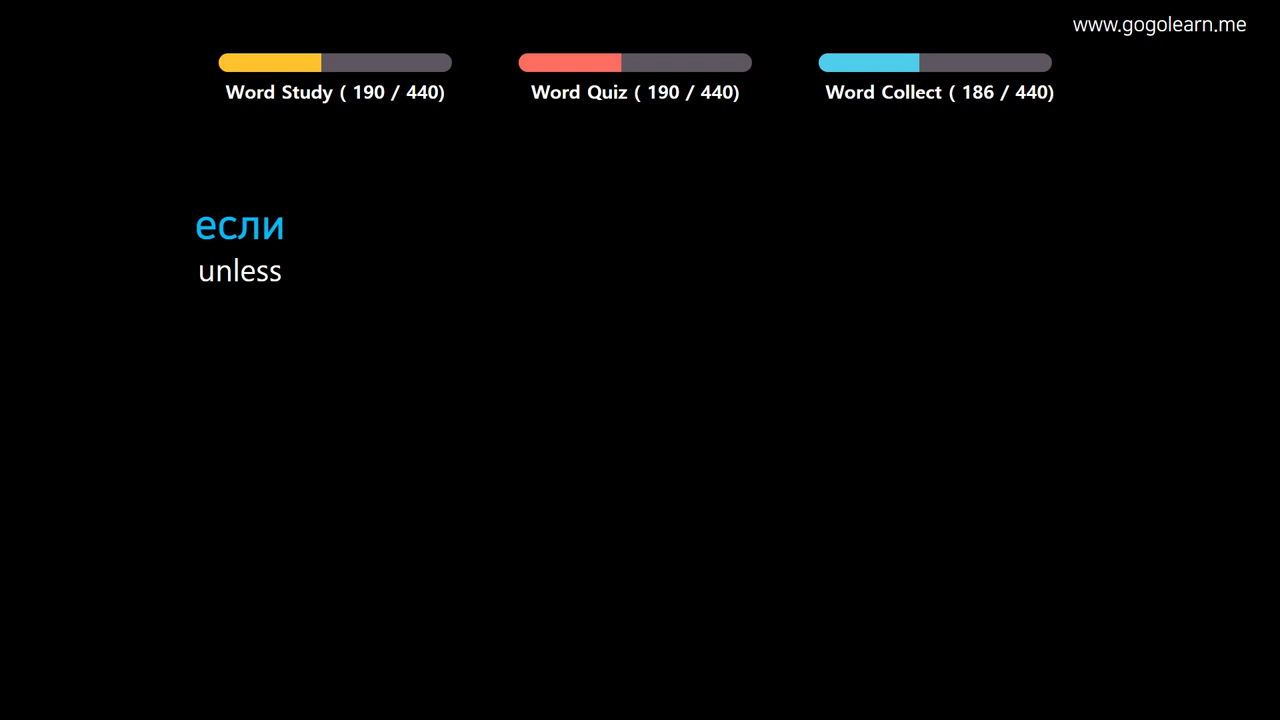 www.gogolearn.me
Word Study ( 190 / 440)
Word Quiz ( 190 / 440)
Word Collect ( 186 / 440)
если
unless